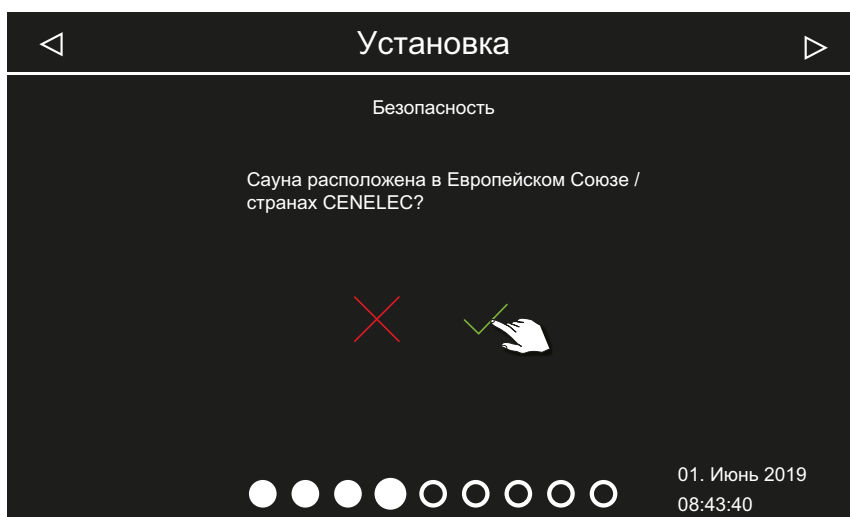 Установка
Безопасность
Сауна расположена в Европейском Союзе /
странах CENELEC?
01. Июнь 2019
08:43:40